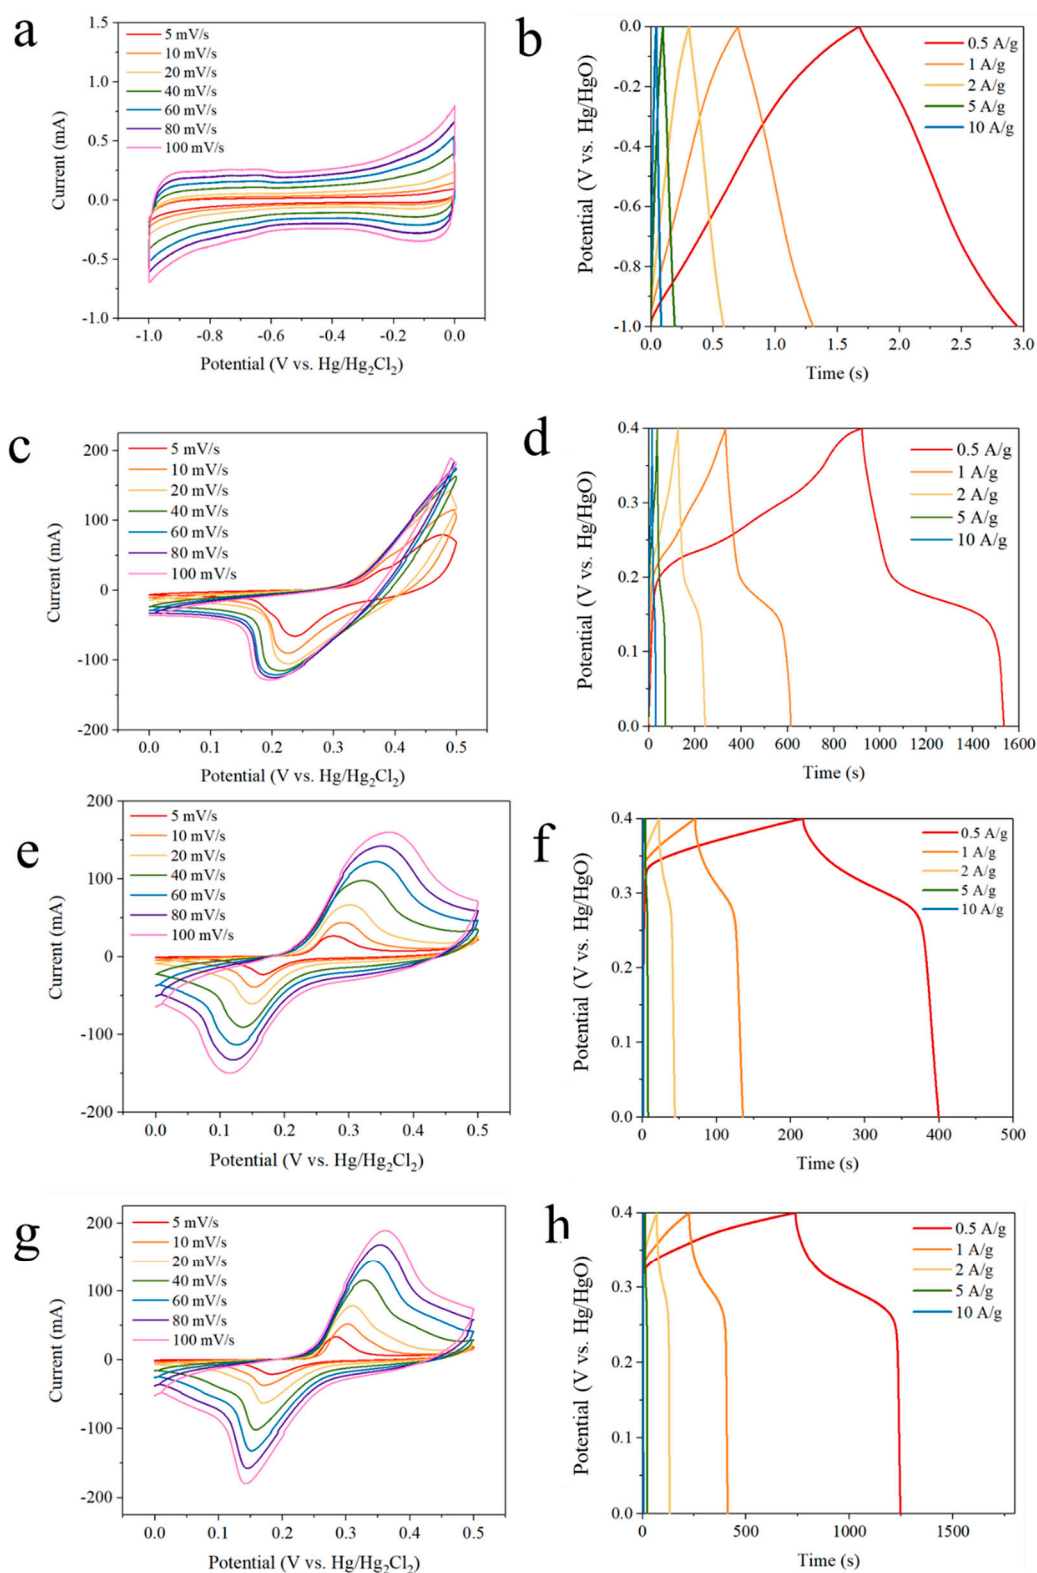 a
1.5
1.0
0.5
0.0
-0.5
-1.0
Current (mA)
5 mV/s
10 mV/s
20 mV/s
40 mV/s
60 mV/s
80 mV/s
100 mV/s
-1.0 -0.8 -0.6 -0.4 -0.2 0.0
Potential (V vs. Hg/Hg₂Cl₂)
b
0.0
-0.2
-0.4
-0.6
-0.8
-1.0
Potential (V vs. Hg/HgO)
0.5 A/g
1 A/g
2 A/g
5 A/g
10 A/g
0.0 0.5 1.0 1.5 2.0 2.5 3.0
Time (s)
c
200
100
0
-100
-200
Current (mA)
5 mV/s
10 mV/s
20 mV/s
40 mV/s
60 mV/s
80 mV/s
100 mV/s
0.0 0.1 0.2 0.3 0.4 0.5
Potential (V vs. Hg/Hg₂Cl₂)
d
0.4
0.3
0.2
0.1
0.0
Potential (V vs. Hg/HgO)
0.5 A/g
1 A/g
2 A/g
5 A/g
10 A/g
0 200 400 600 800 1000 1200 1400 1600
Time (s)
e
200
100
0
-100
-200
Current (mA)
5 mV/s
10 mV/s
20 mV/s
40 mV/s
60 mV/s
80 mV/s
100 mV/s
0.0 0.1 0.2 0.3 0.4 0.5
Potential (V vs. Hg/Hg₂Cl₂)
f
0.4
0.3
0.4
0.1
0.0
Potential (V vs. Hg/HgO)
0.5 A/g
1 A/g
2 A/g
5 A/g
10 A/g
0 100 200 300 400 500
Time (s)
g
200
100
0
-100
-200
Current (mA)
5 mV/s
10 mV/s
20 mV/s
40 mV/s
60 mV/s
80 mV/s
100 mV/s
0.0 0.1 0.2 0.3 0.4 0.5
Potential (V vs. Hg/Hg₂Cl₂)
h
0.4
0.3
0.2
0.1
0.0
Potential (V vs. Hg/HgO)
0.5 A/g
1 A/g
2 A/g
5 A/g
10 A/g
0 500 1000 1500
Time (s)